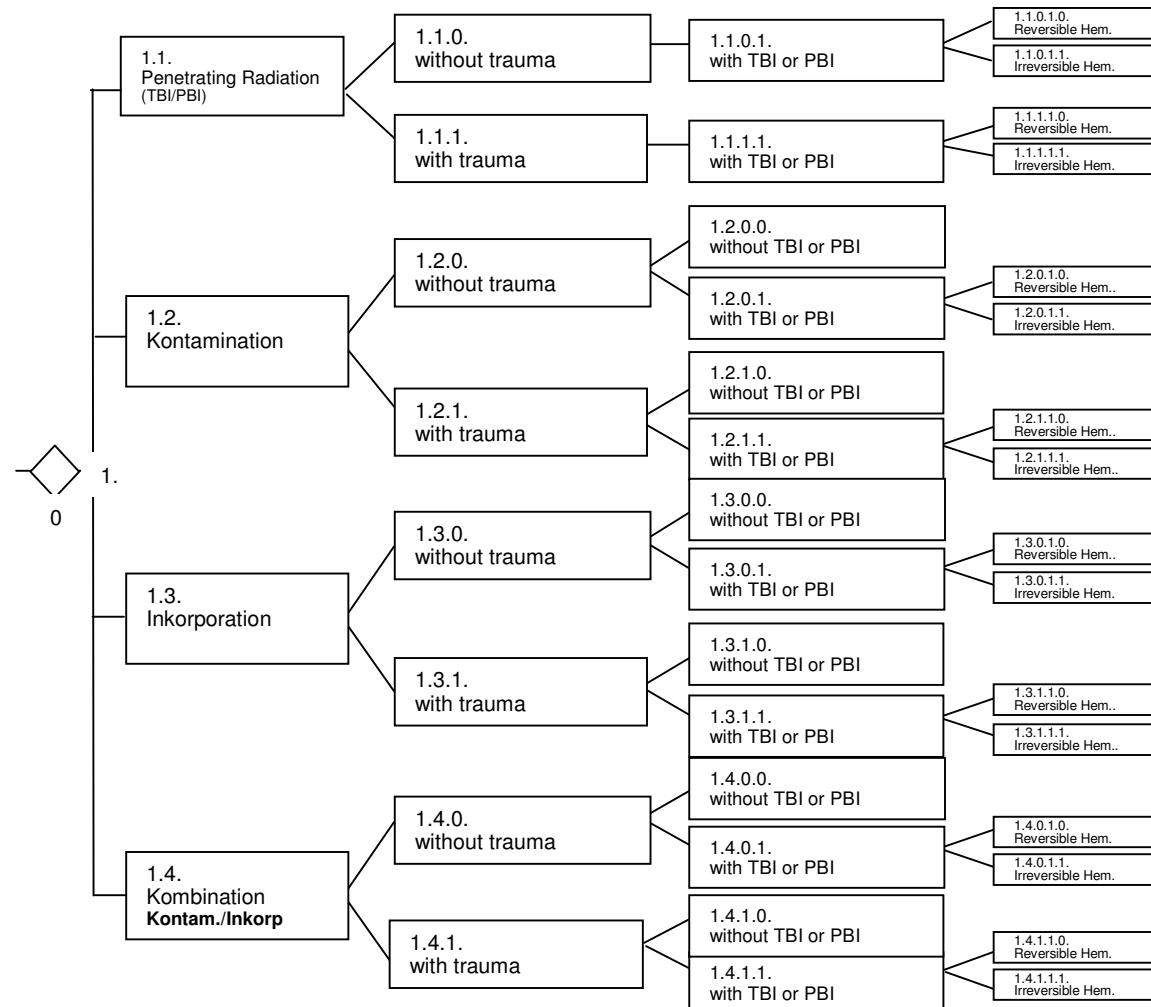 1.1.
Penetrating Radiation
(TBI/PBI)
1.1.0.
without trauma
1.1.0.1.
with TBI or PBI
1.1.0.1.0.
Reversible Hem.
1.1.0.1.1.
Irreversible Hem.
1.1.1.
with trauma
1.1.1.1.
with TBI or PBI
1.1.1.1.0.
Reversible Hem.
1.1.1.1.1.
Irreversible Hem.
1.2.
Kontamination
1.2.0.
without trauma
1.2.0.0.
without TBI or PBI
1.2.0.1.
with TBI or PBI
1.2.0.1.0.
Reversible Hem..
1.2.0.1.1.
Irreversible Hem.
1.2.1.
with trauma
1.2.1.0.
without TBI or PBI
1.2.1.1.
with TBI or PBI
1.2.1.1.0.
Reversible Hem..
1.2.1.1.1.
Irreversible Hem..
1.
0
1.3.
Inkorporation
1.3.0.
without trauma
1.3.0.0.
without TBI or PBI
1.3.0.1.
with TBI or PBI
1.3.0.1.0.
Reversible Hem..
1.3.0.1.1.
Irreversible Hem.
1.3.1.
with trauma
1.3.1.0.
without TBI or PBI
1.3.1.1.
with TBI or PBI
1.3.1.1.0.
Reversible Hem..
1.3.1.1.1.
Irreversible Hem..
1.4.
Kombination
Kontam./Inkorp
1.4.0.
without trauma
1.4.0.0.
without TBI or PBI
1.4.0.1.
with TBI or PBI
1.4.0.1.0.
Reversible Hem.
1.4.0.1.1.
Irreversible Hem.
1.4.1.
with trauma
1.4.1.0.
without TBI or PBI
1.4.1.1.
with TBI or PBI
1.4.1.1.0.
Reversible Hem.
1.4.1.1.1.
Irreversible Hem.